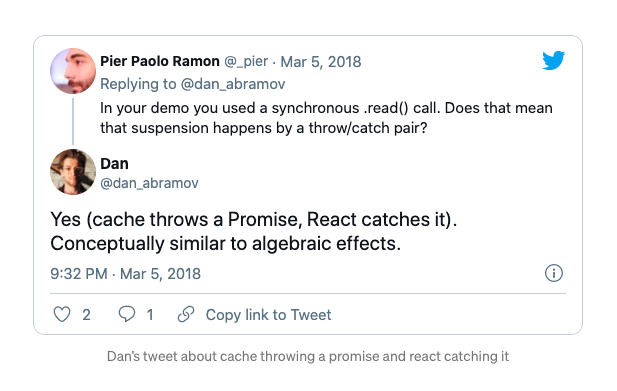 Pier Paolo Ramon @_pier · Mar 5, 2018
Replying to @dan_abramov
In your demo you used a synchronous .read() call. Does that mean
that suspension happens by a throw/catch pair?
Dan
@dan_abramov
Yes (cache throws a Promise, React catches it).
Conceptually similar to algebraic effects.
9:32 PM · Mar 5, 2018
2 1 Copy link to Tweet
Dan's tweet about cache throwing a promise and react catching it